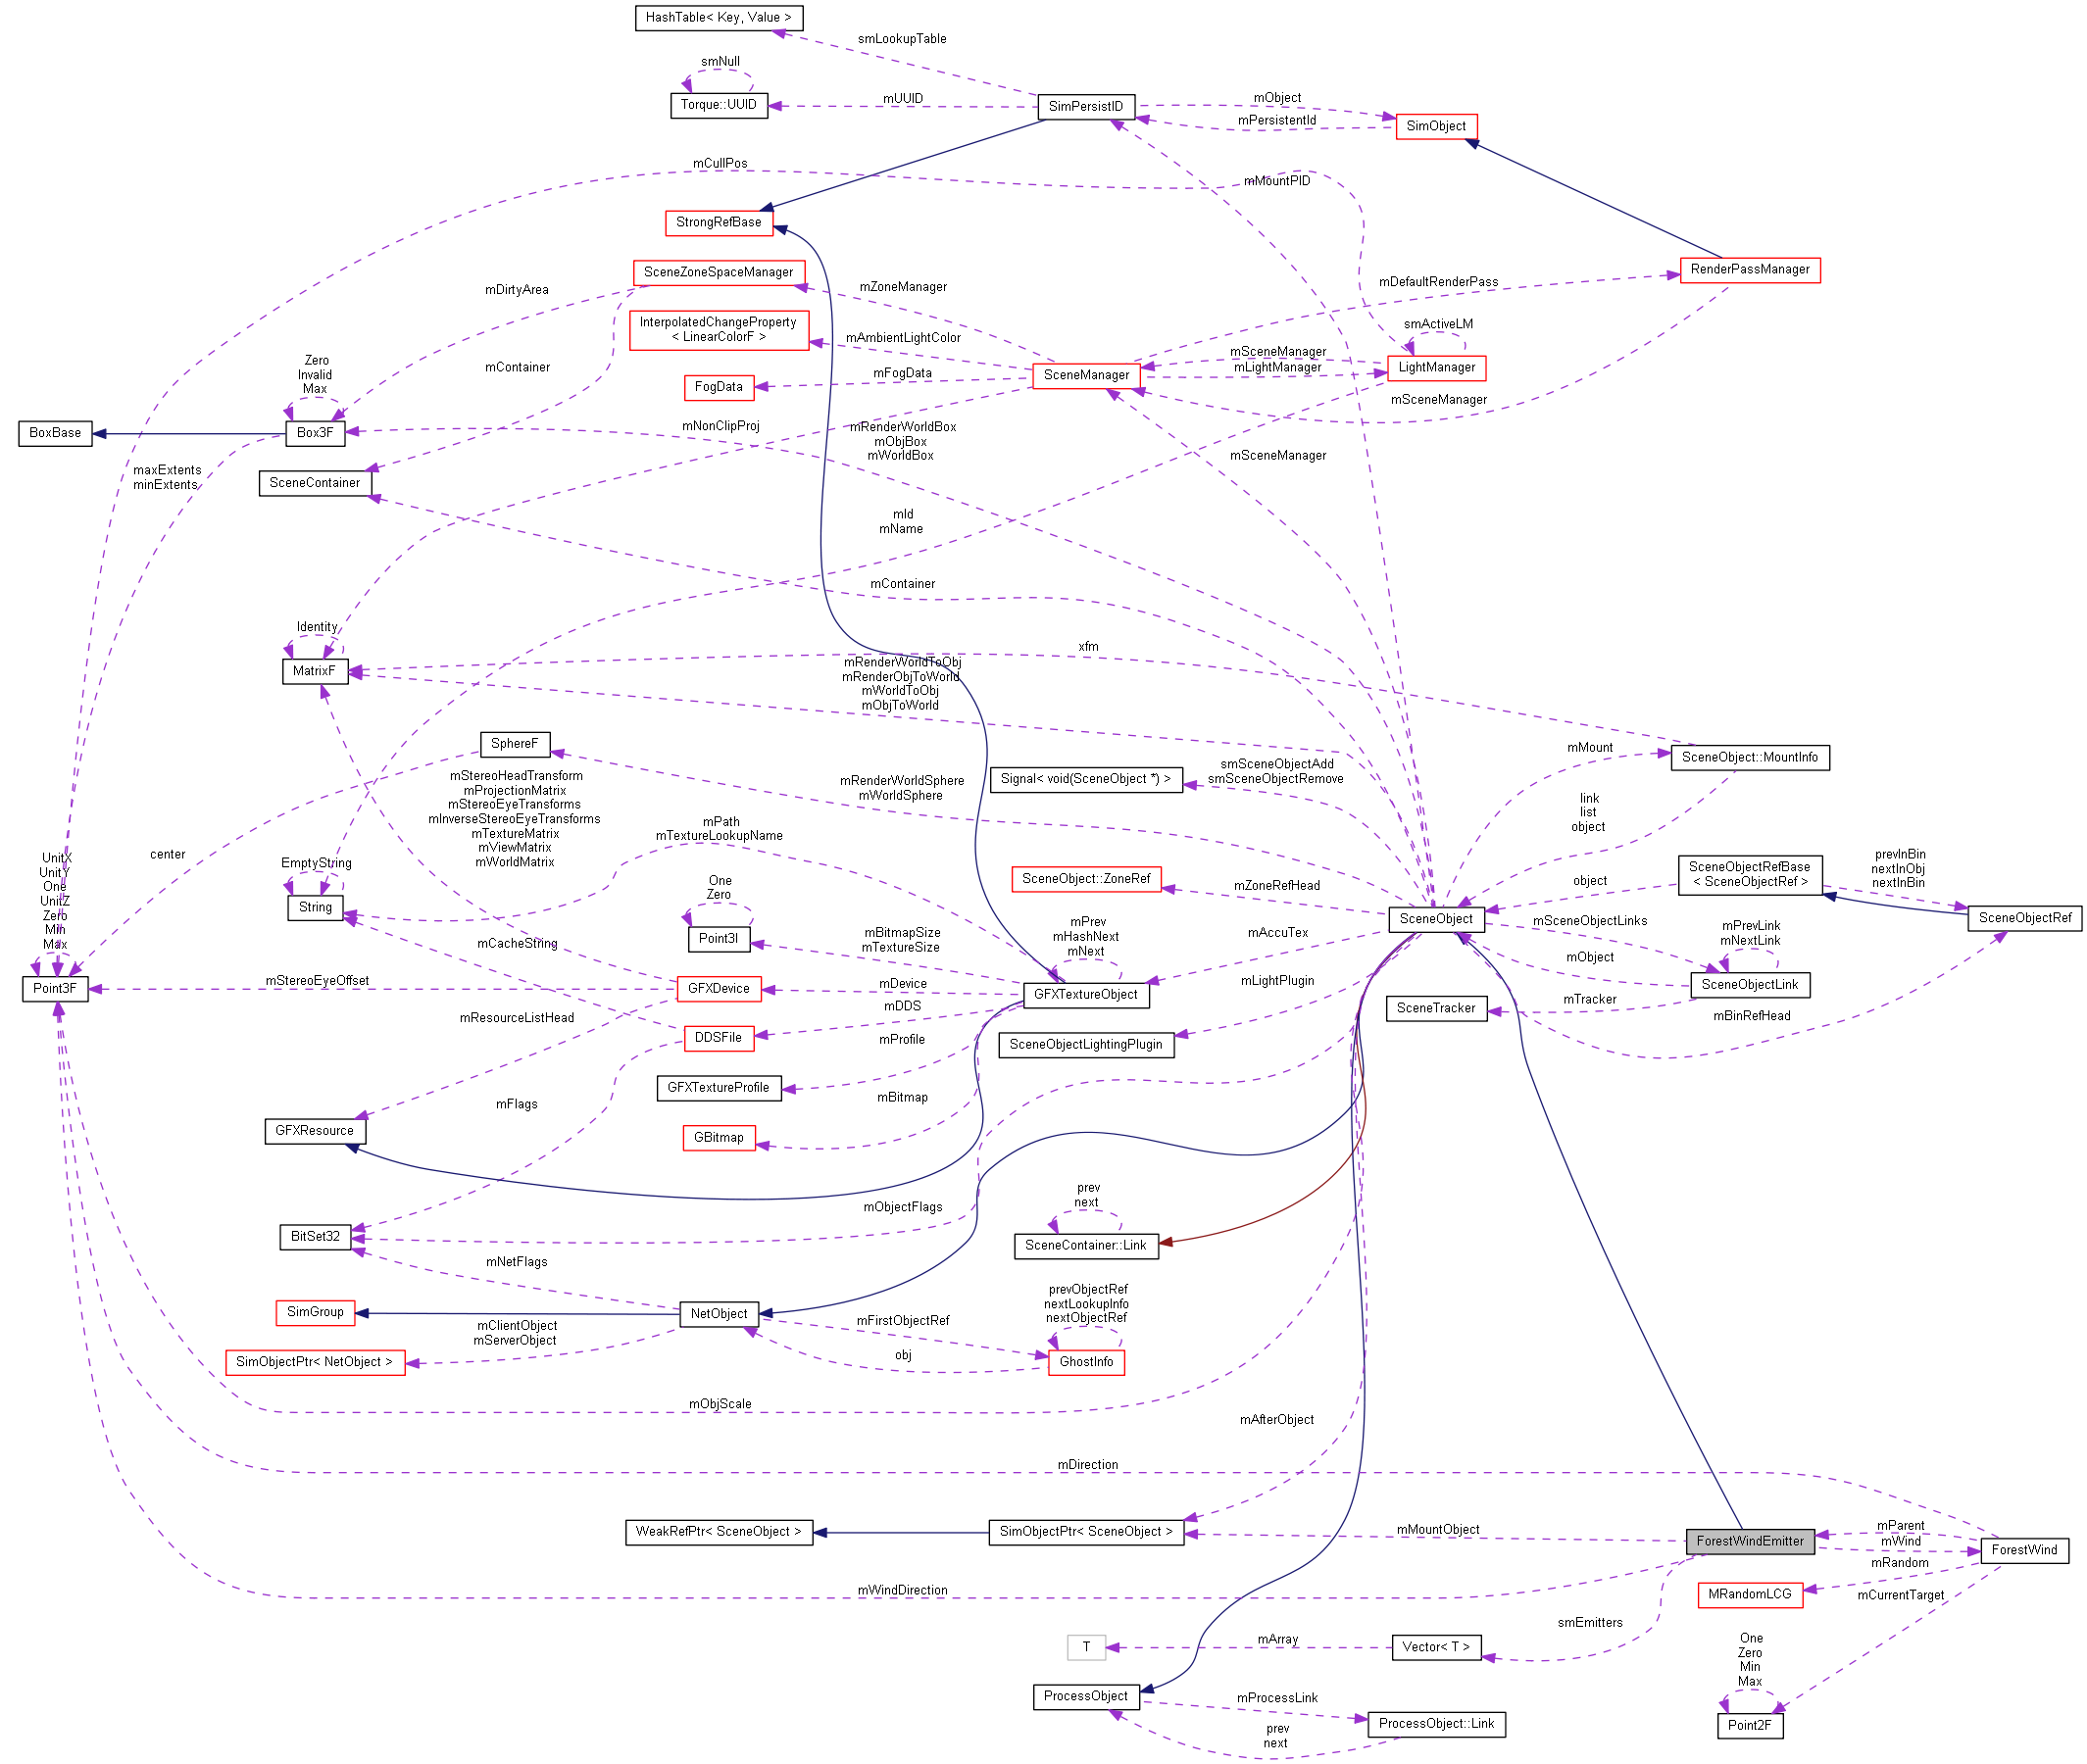 HashTable< Key, Value >
smLookupTable
smNull
Torque::UUID
mUUID
SimPersistID
mObject
mPersistentId
SimObject
mCullPos
mMountPID
StrongRefBase
SceneZoneSpaceManager
mZoneManager
mDirtyArea
RenderPassManager
mDefaultRenderPass
InterpolatedChangeProperty
< LinearColorF >
mAmbientLightColor
smActiveLM
mSceneManager
mLightManager
LightManager
Zero
Invalid
Max
mContainer
FogData
mFogData
SceneManager
mSceneManager
BoxBase
Box3F
mNonClipProj
mRenderWorldBox
mObjBox
mWorldBox
mSceneManager
maxExtents
minExtents
SceneContainer
mId
mName
mContainer
Identity
MatrixF
xfm
mRenderWorldToObj
mRenderObjToWorld
mWorldToObj
mObjToWorld
SphereF
mMount
SceneObject::MountInfo
mStereoHeadTransform
mProjectionMatrix
mStereoEyeTransforms
mInverseStereoEyeTransforms
mTextureMatrix
mViewMatrix
mWorldMatrix
mRenderWorldSphere
mWorldSphere
Signal< void(SceneObject *) >
smSceneObjectAdd
smSceneObjectRemove
link
list
object
mPath
mTextureLookupName
center
EmptyString
String
UnitX
UnitY
One
UnitZ
Zero
Min
Max
Point3F
One
Zero
Point3I
SceneObject::ZoneRef
mZoneRefHead
SceneObject
object
SceneObjectRefBase
< SceneObjectRef >
prevInBin
nextInObj
nextInBin
SceneObjectRef
mSceneObjectLinks
mPrevLink
mNextLink
mObject
SceneObjectLink
mBitmapSize
mTextureSize
mPrev
mHashNext
mNext
mAccuTex
mCacheString
mStereoEyeOffset
GFXDevice
mDevice
GFXTextureObject
mLightPlugin
SceneTracker
mTracker
mBinRefHead
mResourceListHead
DDSFile
mDDS
mProfile
SceneObjectLightingPlugin
GFXTextureProfile
mFlags
mBitmap
GFXResource
GBitmap
BitSet32
mObjectFlags
prev
next
SceneContainer::Link
mNetFlags
SimGroup
NetObject
mFirstObjectRef
prevObjectRef
nextLookupInfo
nextObjectRef
GhostInfo
mClientObject
mServerObject
SimObjectPtr< NetObject >
obj
mObjScale
mAfterObject
mDirection
WeakRefPtr< SceneObject >
SimObjectPtr< SceneObject >
mMountObject
ForestWindEmitter
mParent
mWind
ForestWind
mRandom
mWindDirection
MRandomLCG
mCurrentTarget
smEmitters
T
mArray
Vector< T >
One
Zero
Min
Max
Point2F
ProcessObject
mProcessLink
ProcessObject::Link
prev
next